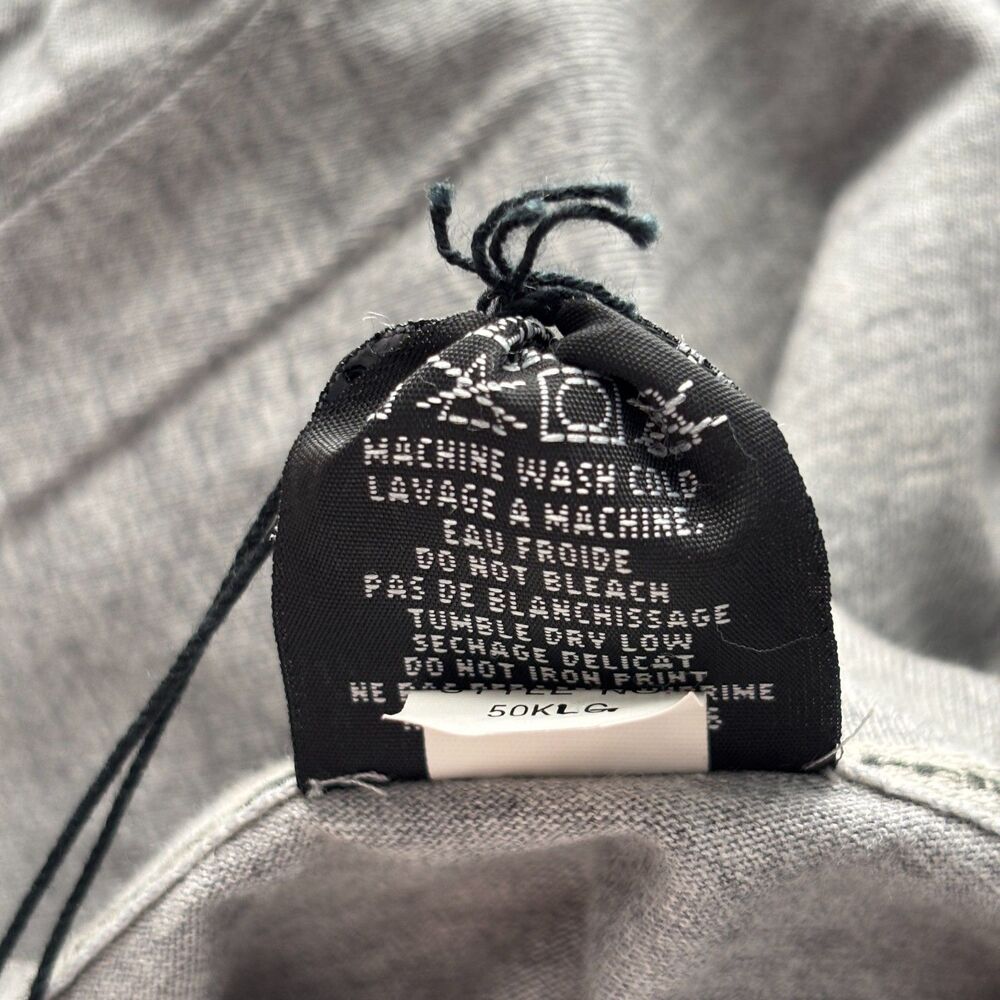 MACHINE WASH COLD
LAVAGE A MACHINE,
EAU FROIDE
DO NOT BLEACH
PAS DE BLANCHISSAGE
TUMBLE DRY LOW
SECHAGE DELICAT
DO NOT IRON PRINT
NE
50KLG